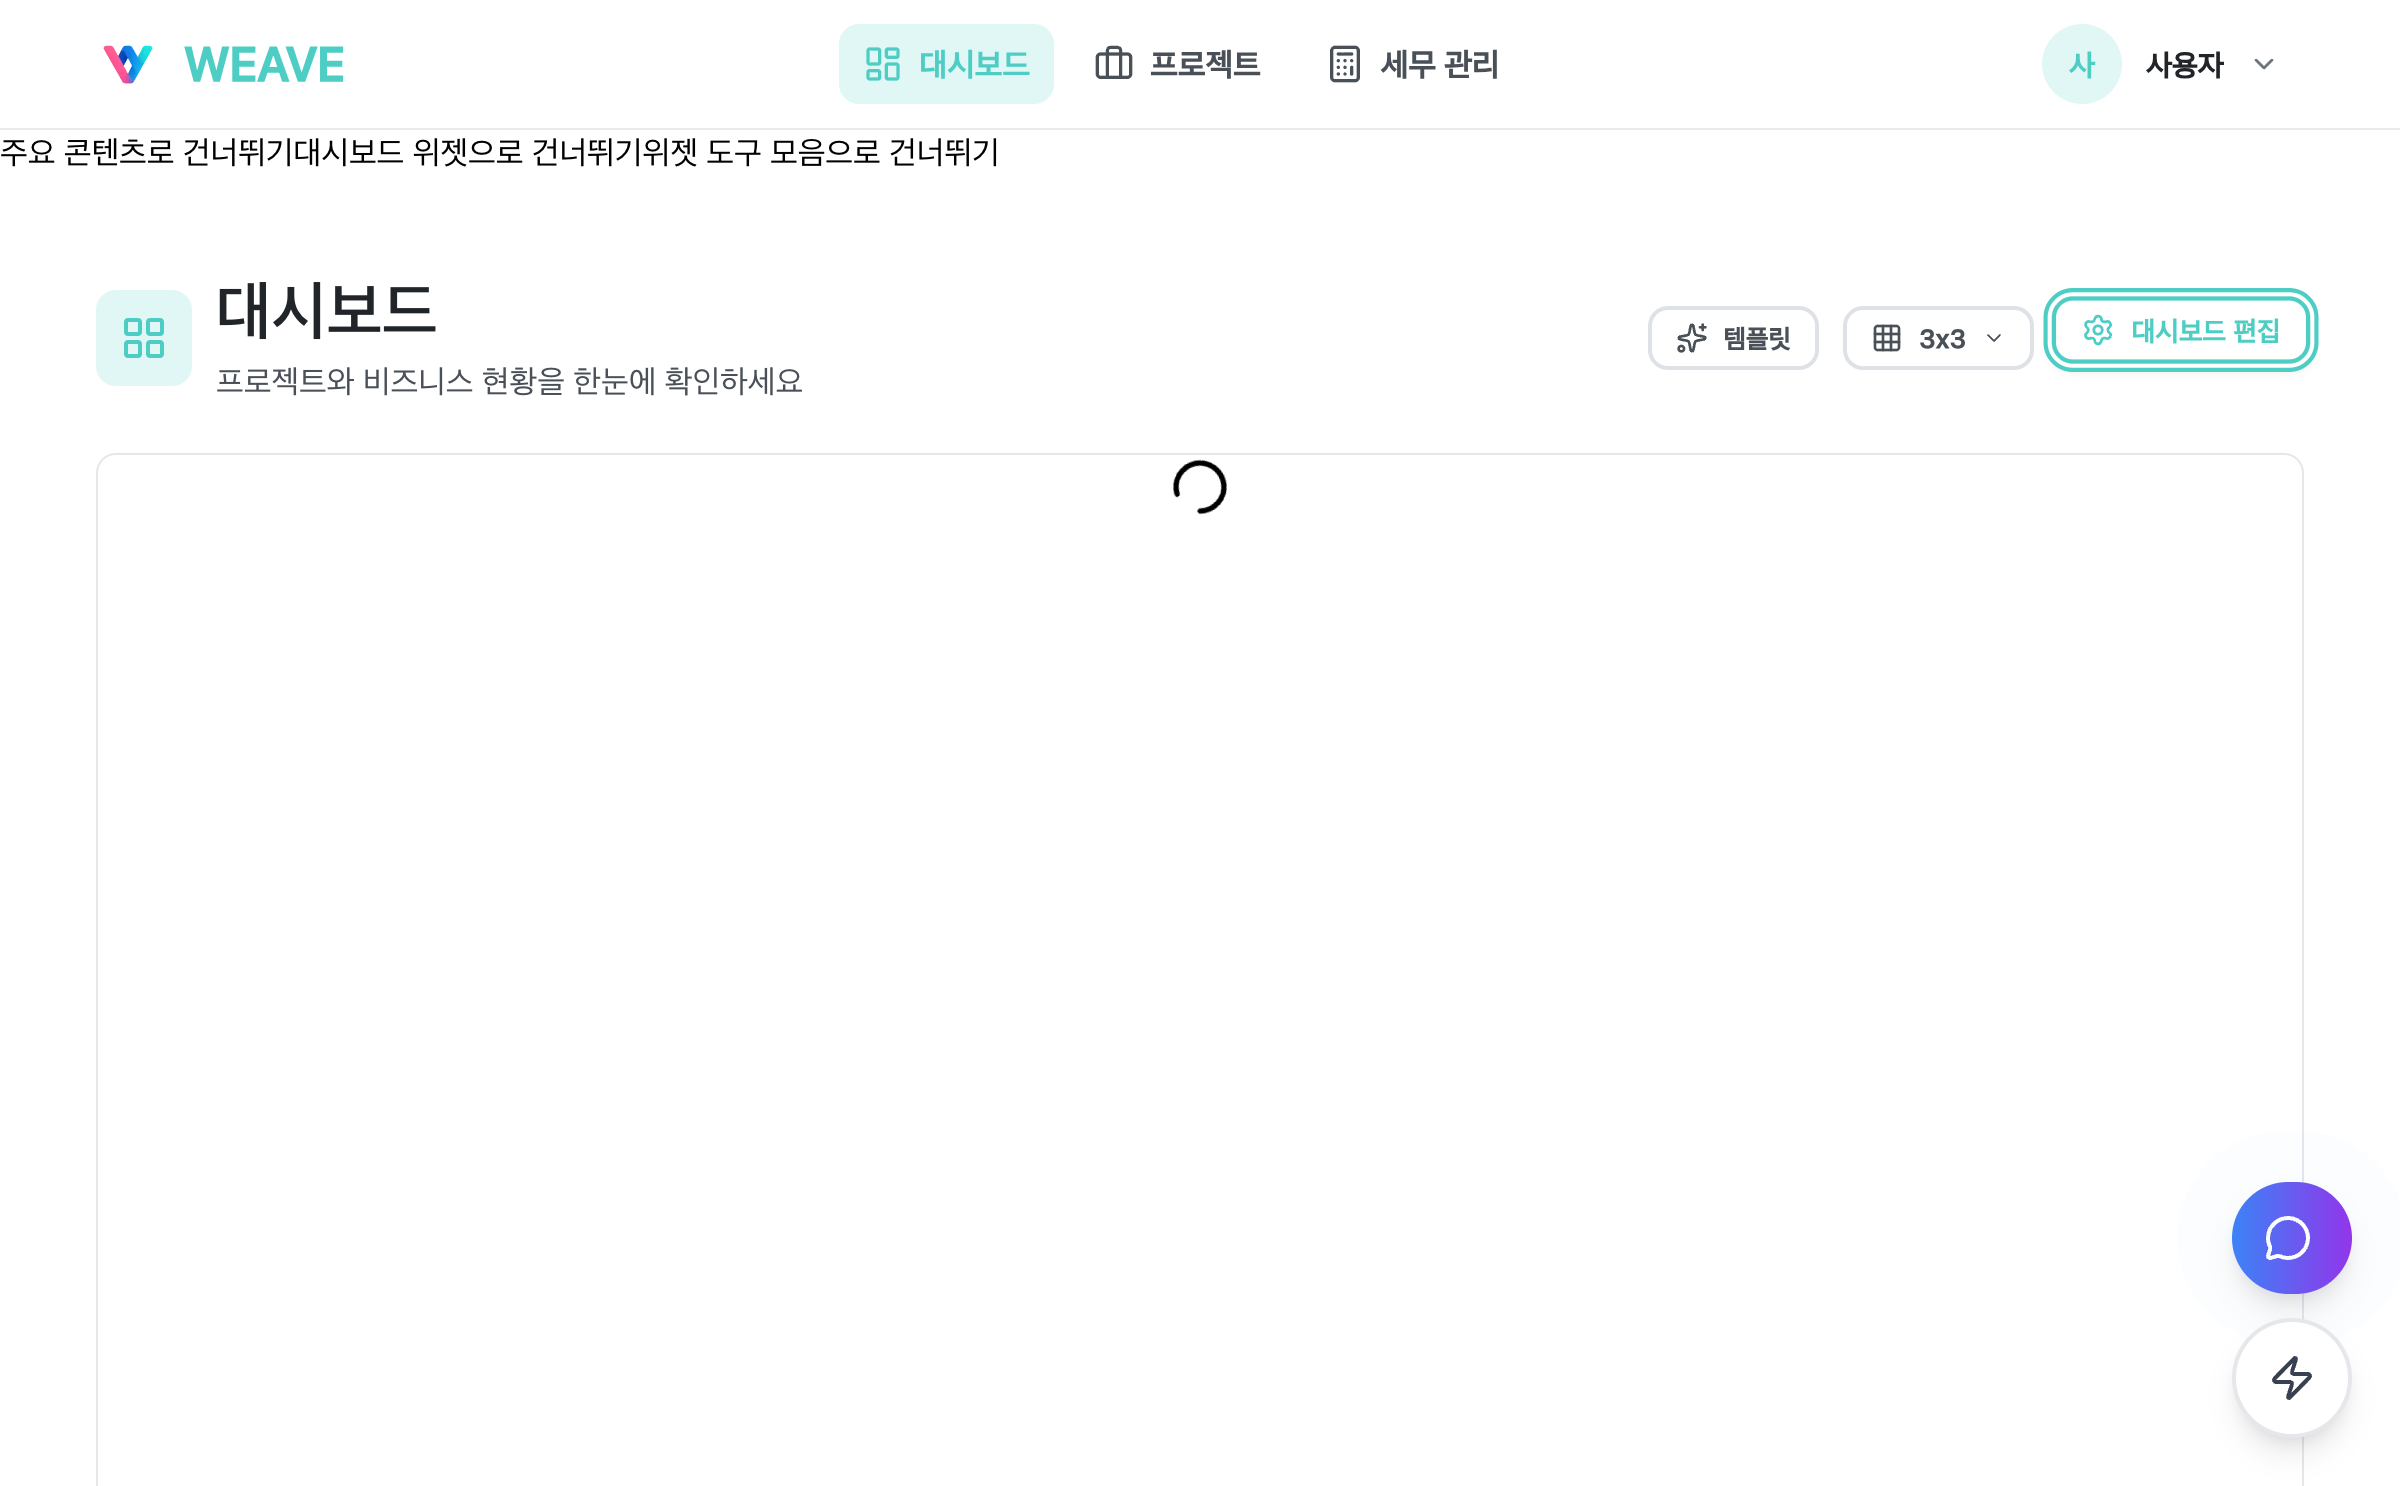 WEAVE
대시보드
프로젝트
세무 관리
사
사용자
주요 콘텐츠로 건너뛰기대시보드 위젯으로 건너뛰기위젯 도구 모음으로 건너뛰기
대시보드
프로젝트와 비즈니스 현황을 한눈에 확인하세요
템플릿
3x3
대시보드 편집